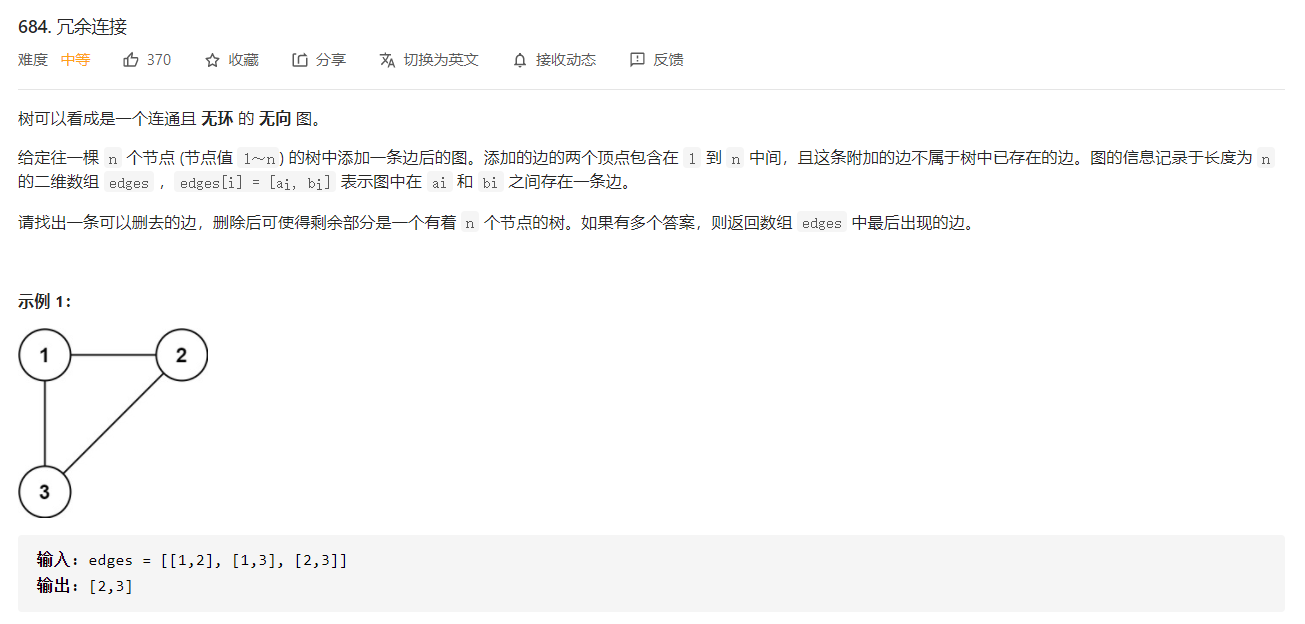 684. 冗余连接
难度 中等 370 收藏 分享 切换为英文 接收动态 反馈
树可以看成是一个连通且 无环 的 无向 图。
给定往一棵 n 个节点 (节点值 1～n) 的树中添加一条边后的图。添加的边的两个顶点包含在 1 到 n 中间，且这条附加的边不属于树中已存在的边。图的信息记录于长度为 n
的二维数组 edges ，edges[i] = [ai, bi] 表示图中在 ai 和 bi 之间存在一条边。
请找出一条可以删去的边，删除后可使得剩余部分是一个有着 n 个节点的树。如果有多个答案，则返回数组 edges 中最后出现的边。
示例 1：
1 2
3
输入：edges = [[1,2], [1,3], [2,3]]
输出：[2,3]